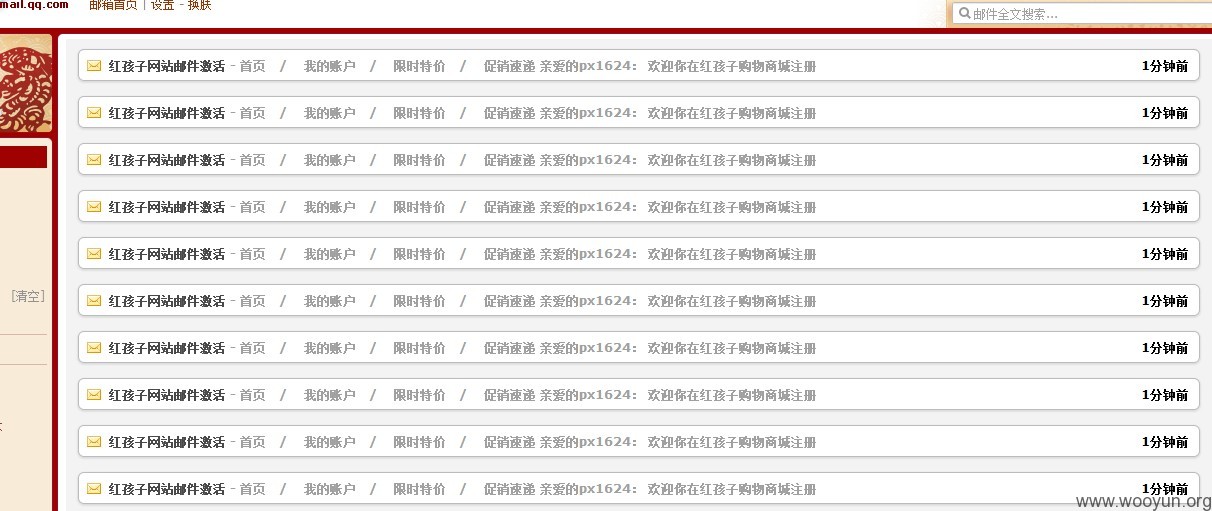 mail.qq.com 邮箱首页 | 设置 - 换肤
邮件全文搜索...
红孩子网站邮件激活 - 首页 / 我的账户 / 限时特价 / 促销速递 亲爱的px1624: 欢迎你在红孩子购物商城注册 1分钟前
红孩子网站邮件激活 - 首页 / 我的账户 / 限时特价 / 促销速递 亲爱的px1624: 欢迎你在红孩子购物商城注册 1分钟前
红孩子网站邮件激活 - 首页 / 我的账户 / 限时特价 / 促销速递 亲爱的px1624: 欢迎你在红孩子购物商城注册 1分钟前
红孩子网站邮件激活 - 首页 / 我的账户 / 限时特价 / 促销速递 亲爱的px1624: 欢迎你在红孩子购物商城注册 1分钟前
红孩子网站邮件激活 - 首页 / 我的账户 / 限时特价 / 促销速递 亲爱的px1624: 欢迎你在红孩子购物商城注册 1分钟前
[清空]
红孩子网站邮件激活 - 首页 / 我的账户 / 限时特价 / 促销速递 亲爱的px1624: 欢迎你在红孩子购物商城注册 1分钟前
红孩子网站邮件激活 - 首页 / 我的账户 / 限时特价 / 促销速递 亲爱的px1624: 欢迎你在红孩子购物商城注册 1分钟前
红孩子网站邮件激活 - 首页 / 我的账户 / 限时特价 / 促销速递 亲爱的px1624: 欢迎你在红孩子购物商城注册 1分钟前
红孩子网站邮件激活 - 首页 / 我的账户 / 限时特价 / 促销速递 亲爱的px1624: 欢迎你在红孩子购物商城注册 1分钟前
红孩子网站邮件激活 - 首页 / 我的账户 / 限时特价 / 促销速递 亲爱的px1624: 欢迎你在红孩子购物商城注册 1分钟前
www.wooyun.org